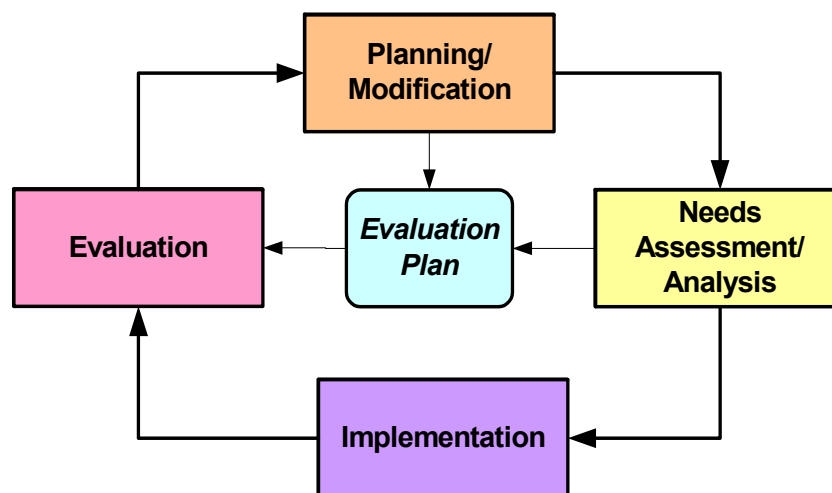 Planning/
Modification
Evaluation
Evaluation
Plan
Needs
Assessment/
Analysis
Implementation